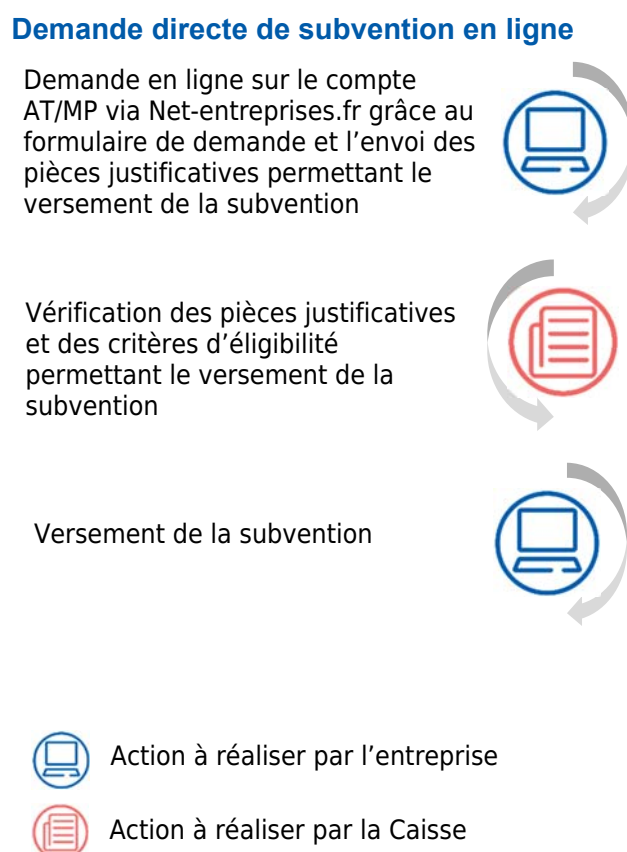 Demande directe de subvention en ligne
Demande en ligne sur le compte
AT/MP via Net-entreprises.fr grâce au
formulaire de demande et l’envoi des
pièces justificatives permettant le
versement de la subvention
Vérification des pièces justificatives
et des critères d’éligibilité
permettant le versement de la
subvention
Versement de la subvention
Action à réaliser par l’entreprise
Action à réaliser par la Caisse